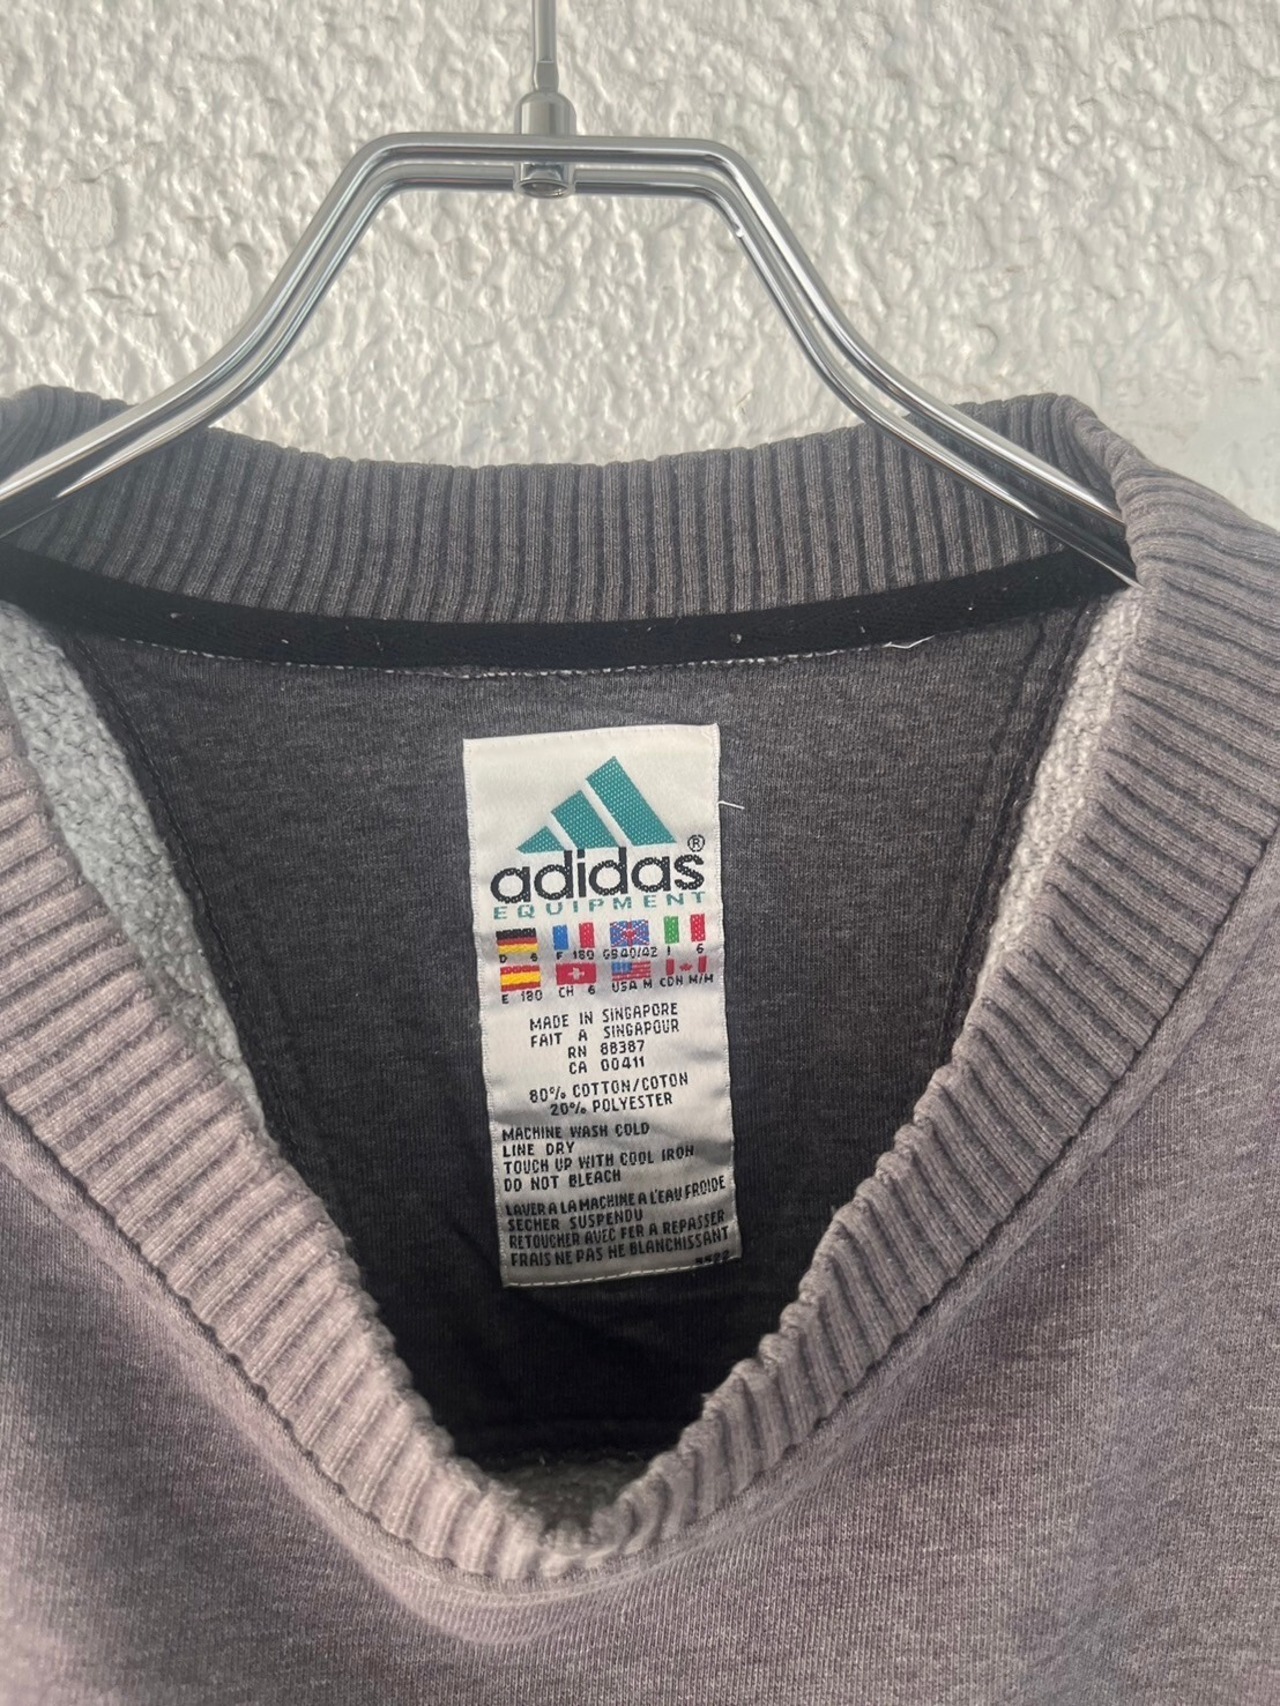 adidas®
EQUIPMENT
D 6 F 180 GB 40/42 I 6
E 180 CH 6 USA M CDN M/M
MADE IN SINGAPORE
FAIT A SINGAPOUR
RN 88387
CA 00411
80% COTTON/COTON
20% POLYESTER
MACHINE WASH COLD
LINE DRY
TOUCH UP WITH COOL IRON
DO NOT BLEACH
LAVER A LA MACHINE A L'EAU FROIDE
SECHER SUSPENDU
RETOUCHER AVEC FER A REPASSER
FRAIS NE PAS NE BLANCHISSANT